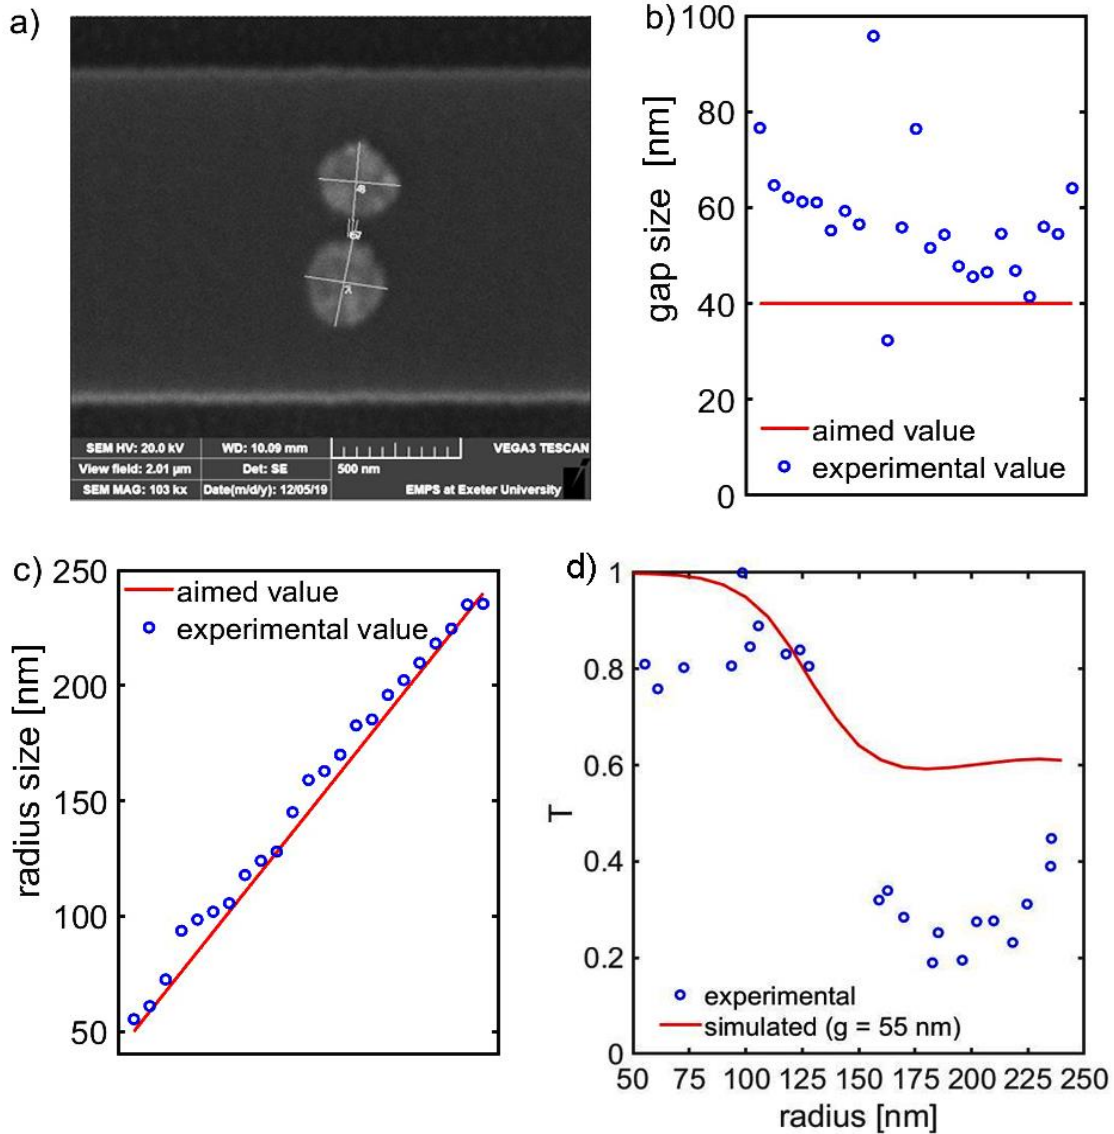 a)
SEM HV: 20.0 kV WD: 10.09 mm VEGA3 TESCAN
View field: 2.01 µm Det: SE 500 nm
SEM MAG: 103 kx Date(m/d/y): 12/05/19 EMPS at Exeter University
b)
100
80
60
40
20
0
gap size [nm]
aimed value
experimental value
c)
250
200
150
100
50
radius size [nm]
aimed value
experimental value
d)
1
0.8
0.6
0.4
0.2
0
T
experimental
simulated (g = 55 nm)
50 75 100 125 150 175 200 225 250
radius [nm]